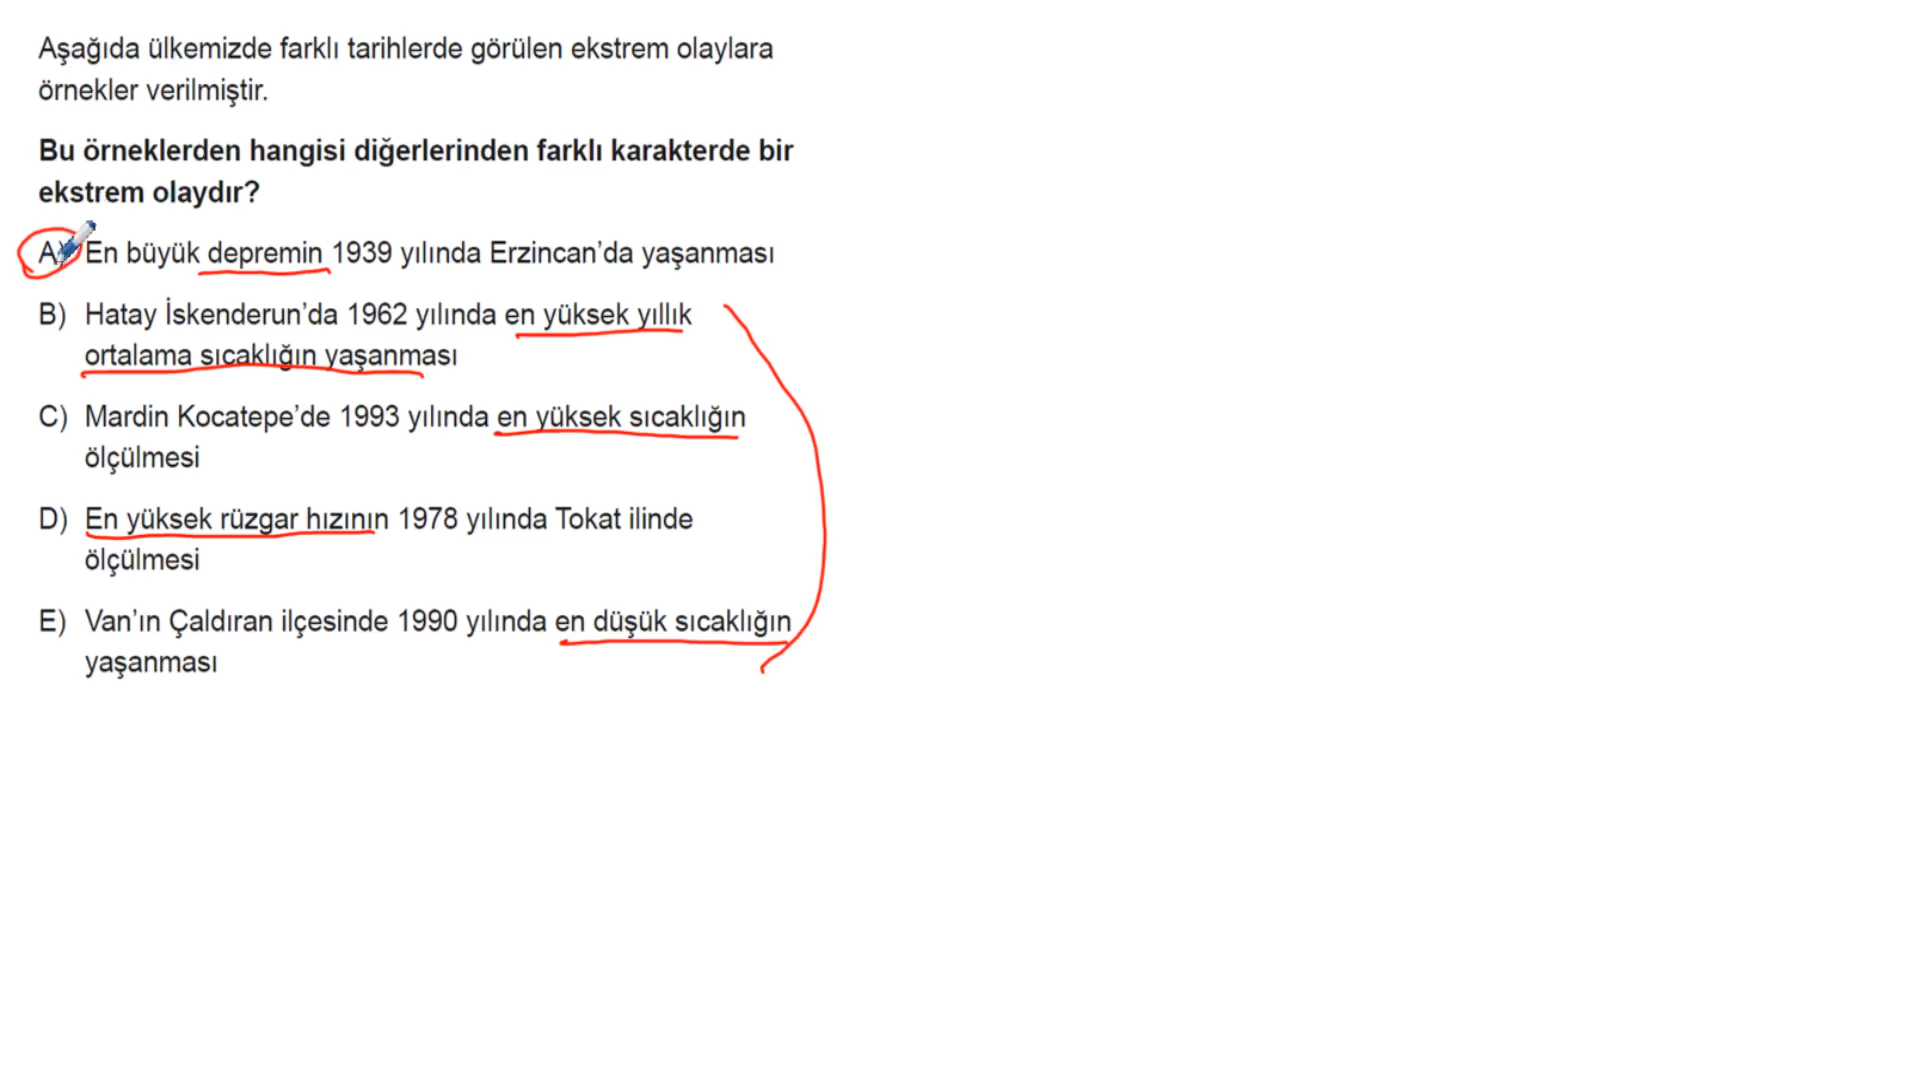 Aşağıda ülkemizde farklı tarihlerde görülen ekstrem olaylara
örnekler verilmiştir.
Bu örneklerden hangisi diğerlerinden farklı karakterde bir
ekstrem olaydır?
A) En büyük depremin 1939 yılında Erzincan’da yaşanması
B) Hatay İskenderun’da 1962 yılında en yüksek yıllık
ortalama sıcaklığın yaşanması
C) Mardin Kocatepe’de 1993 yılında en yüksek sıcaklığın
ölçülmesi
D) En yüksek rüzgar hızının 1978 yılında Tokat ilinde
ölçülmesi
E) Van’ın Çaldıran ilçesinde 1990 yılında en düşük sıcaklığın
yaşanması